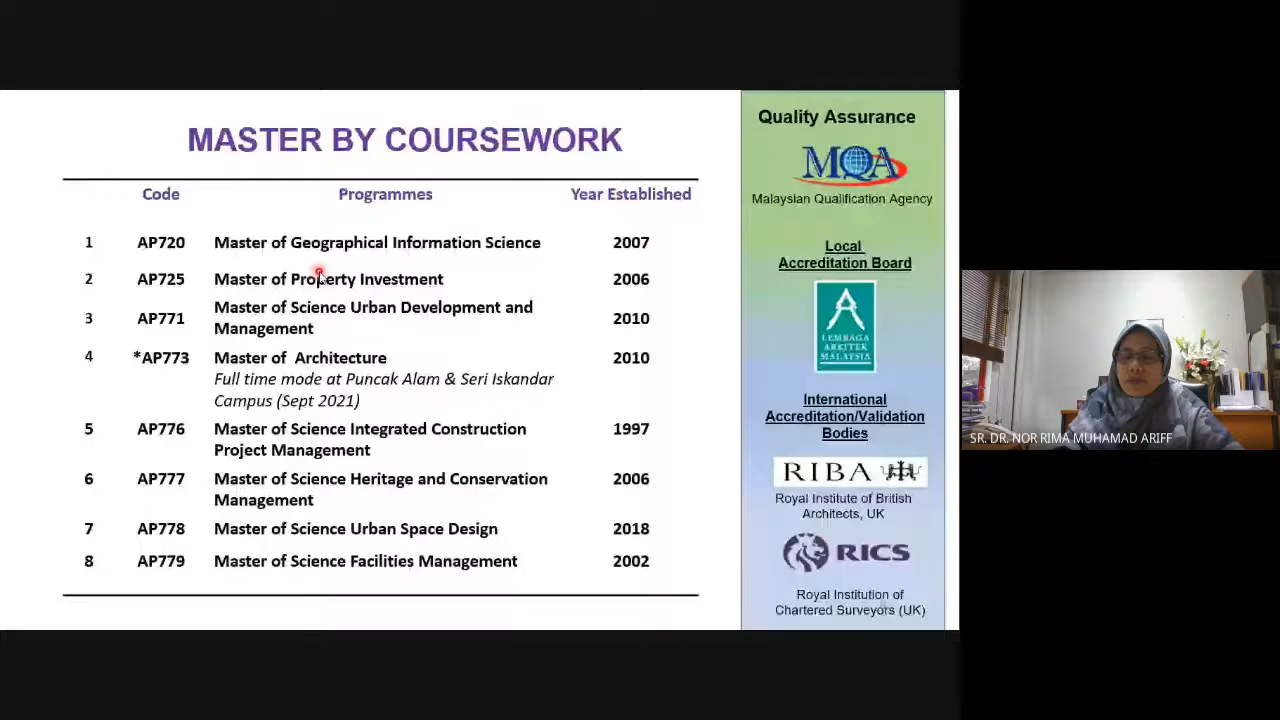 MASTER BY COURSEWORK
Code Programmes Year Established
1 AP720 Master of Geographical Information Science 2007
2 AP725 Master of Property Investment 2006
3 AP771 Master of Science Urban Development and
Management 2010
4 *AP773 Master of Architecture 2010
Full time mode at Puncak Alam & Seri Iskandar
Campus (Sept 2021)
5 AP776 Master of Science Integrated Construction
Project Management 1997
6 AP777 Master of Science Heritage and Conservation
Management 2006
7 AP778 Master of Science Urban Space Design 2018
8 AP779 Master of Science Facilities Management 2002
Quality Assurance
MQA
Malaysian Qualification Agency
Local
Accreditation Board
LEMBAGA
ARKITEK
MALAYSIA
International
Accreditation/Validation
Bodies
RIBA
Royal Institute of British
Architects, UK
RICS
Royal Institution of
Chartered Surveyors (UK)
SR. DR. NOR RIMA MUHAMAD ARIFF